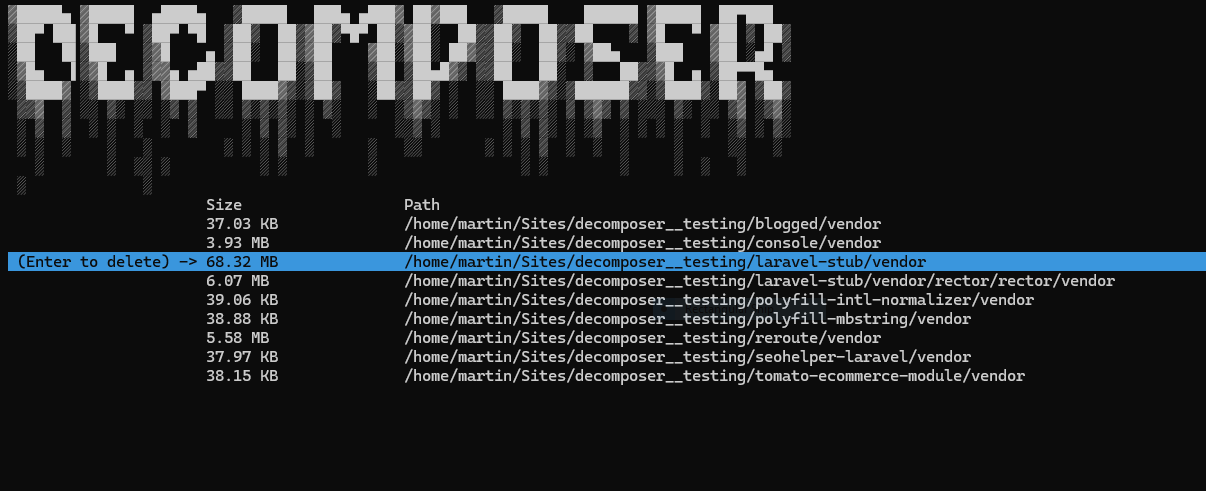 DECOMPOSER
Size Path
37.03 KB /home/martin/Sites/decomposer__testing/blogged/vendor
3.93 MB /home/martin/Sites/decomposer__testing/console/vendor
(Enter to delete) -> 68.32 MB /home/martin/Sites/decomposer__testing/laravel-stub/vendor
6.07 MB /home/martin/Sites/decomposer__testing/laravel-stub/vendor/rector/rector/vendor
39.06 KB /home/martin/Sites/decomposer__testing/polyfill-intl-normalizer/vendor
38.88 KB /home/martin/Sites/decomposer__testing/polyfill-mbstring/vendor
5.58 MB /home/martin/Sites/decomposer__testing/reroute/vendor
37.97 KB /home/martin/Sites/decomposer__testing/seohelper-laravel/vendor
38.15 KB /home/martin/Sites/decomposer__testing/tomato-ecommerce-module/vendor